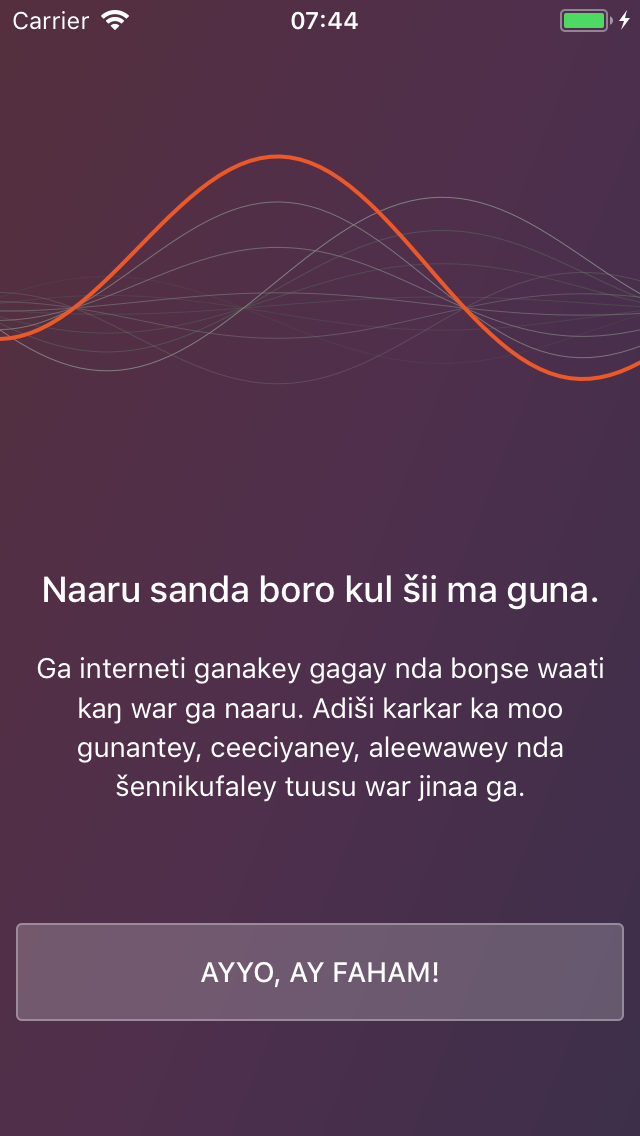 Carrier 07:44
Naaru sanda boro kul šii ma guna.
Ga interneti ganakey gagay nda boŋse waati
kaŋ war ga naaru. Adiši karkar ka moo
gunantey, ceeciyaney, aleewawey nda
šennikufaley tuusu war jinaa ga.
AYYO, AY FAHAM!